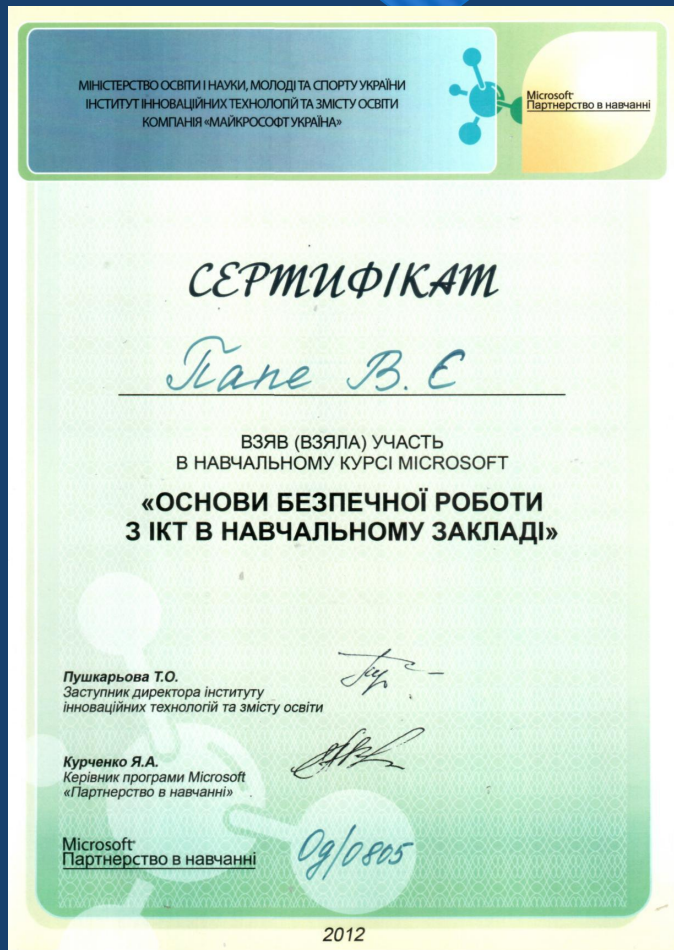 МІНІСТЕРСТВО ОСВІТИ І НАУКИ, МОЛОДІ ТА СПОРТУ УКРАЇНИ
ІНСТИТУТ ІННОВАЦІЙНИХ ТЕХНОЛОГІЙ ТА ЗМІСТУ ОСВІТИ
КОМПАНІЯ «МАЙКРОСОФТ УКРАЇНА»
Microsoft
Партнерство в навчанні
СЕРТИФІКАТ
Папе В. Є
ВЗЯВ (ВЗЯЛА) УЧАСТЬ
В НАВЧАЛЬНОМУ КУРСІ MICROSOFT
«ОСНОВИ БЕЗПЕЧНОЇ РОБОТИ
З ІКТ В НАВЧАЛЬНОМУ ЗАКЛАДІ»
Пушкарьова Т.О.
Заступник директора інституту
інноваційних технологій та змісту освіти
Курченко Я.А.
Керівник програми Microsoft
«Партнерство в навчанні»
Microsoft
Партнерство в навчанні
Од/0805
2012